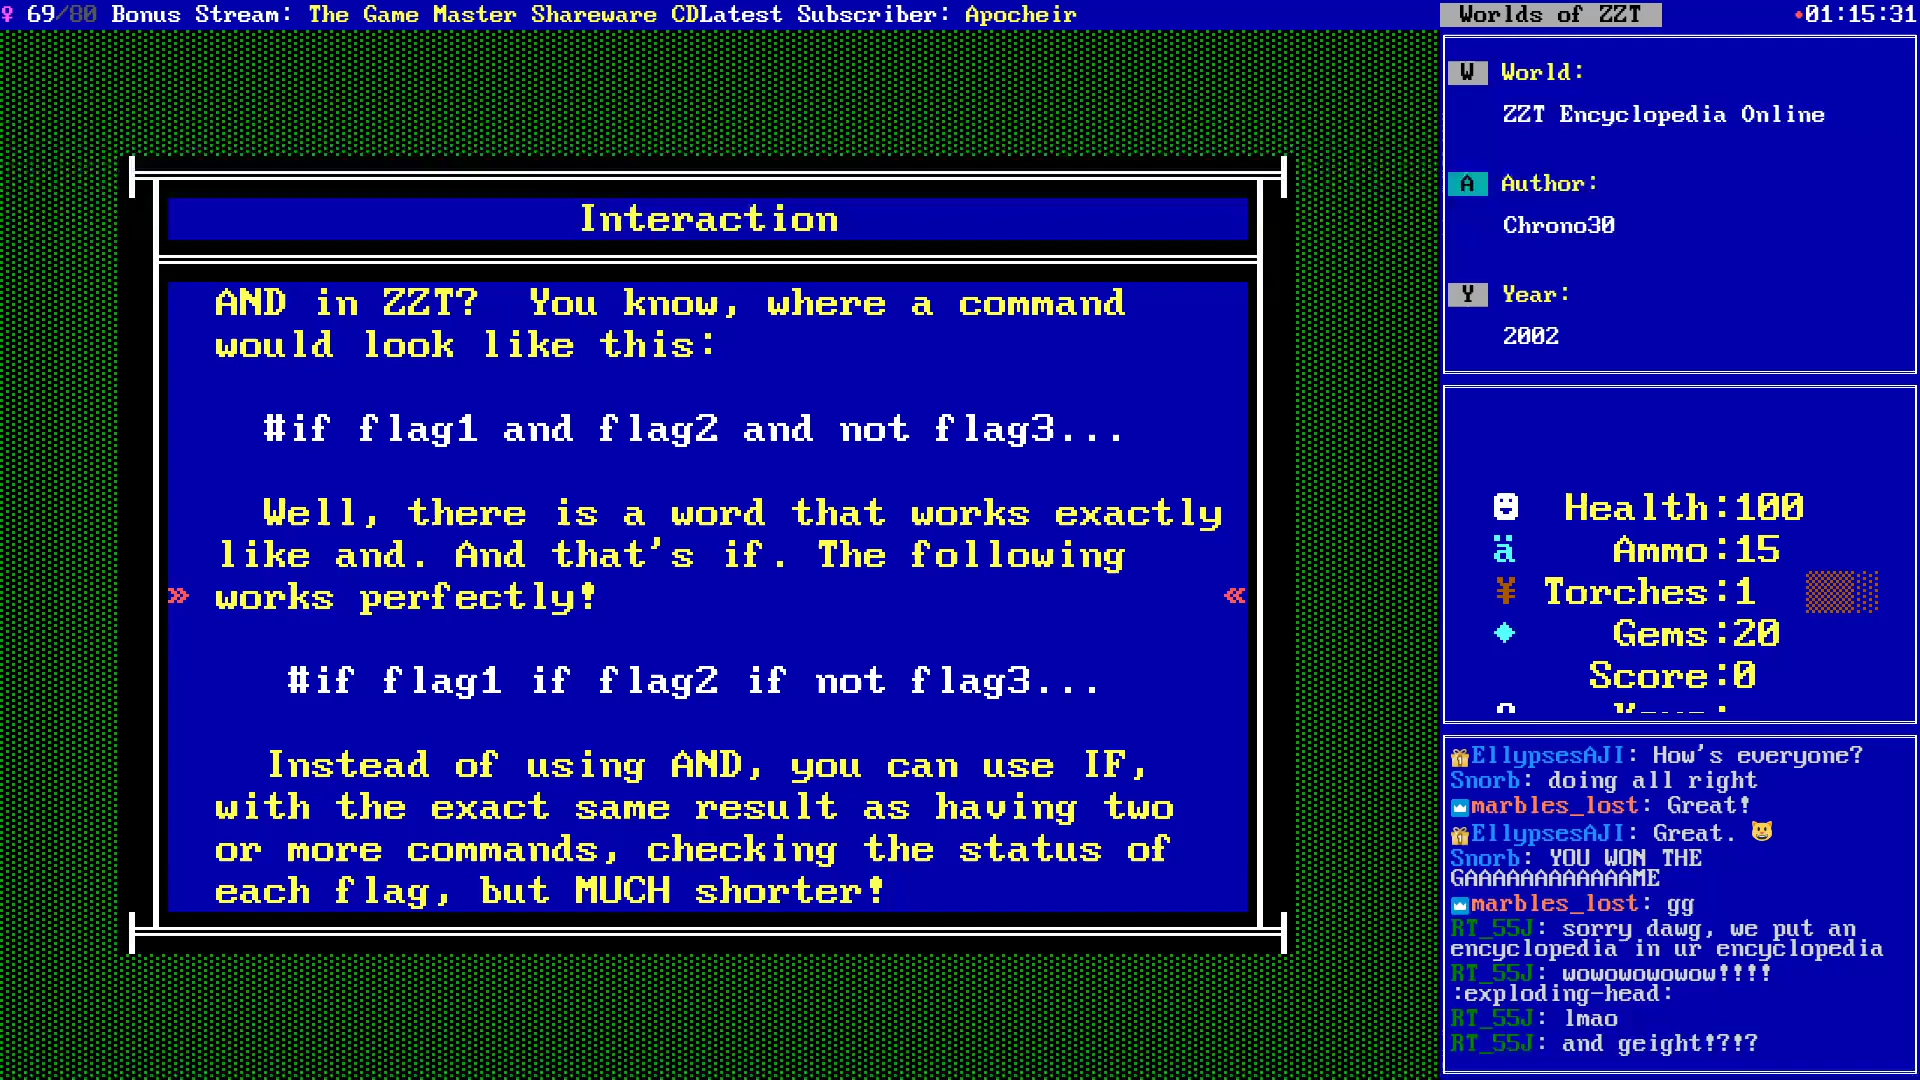 ♀ 69/80 Bonus Stream: The Game Master Shareware CDLatest Subscriber: Apocheir
Worlds of ZZT
•01:15:31
Interaction
AND in ZZT?  You know, where a command
would look like this:
#if flag1 and flag2 and not flag3...
Well, there is a word that works exactly
like and. And that's if. The following
» works perfectly! «
#if flag1 if flag2 if not flag3...
Instead of using AND, you can use IF,
with the exact same result as having two
or more commands, checking the status of
each flag, but MUCH shorter!
W World:
ZZT Encyclopedia Online
A Author:
Chrono30
Y Year:
2002
Health:100
ä Ammo:15
¥ Torches:1
♦ Gems:20
Score:0
EllypsesAJI: How's everyone?
Snorb: doing all right
marbles_lost: Great!
EllypsesAJI: Great. 😺
Snorb: YOU WON THE
GAAAAAAAAAAAAME
marbles_lost: gg
RT_55J: sorry dawg, we put an
encyclopedia in ur encyclopedia
RT_55J: wowowowowow!!!!
:exploding-head:
RT_55J: lmao
RT_55J: and geight!?!?